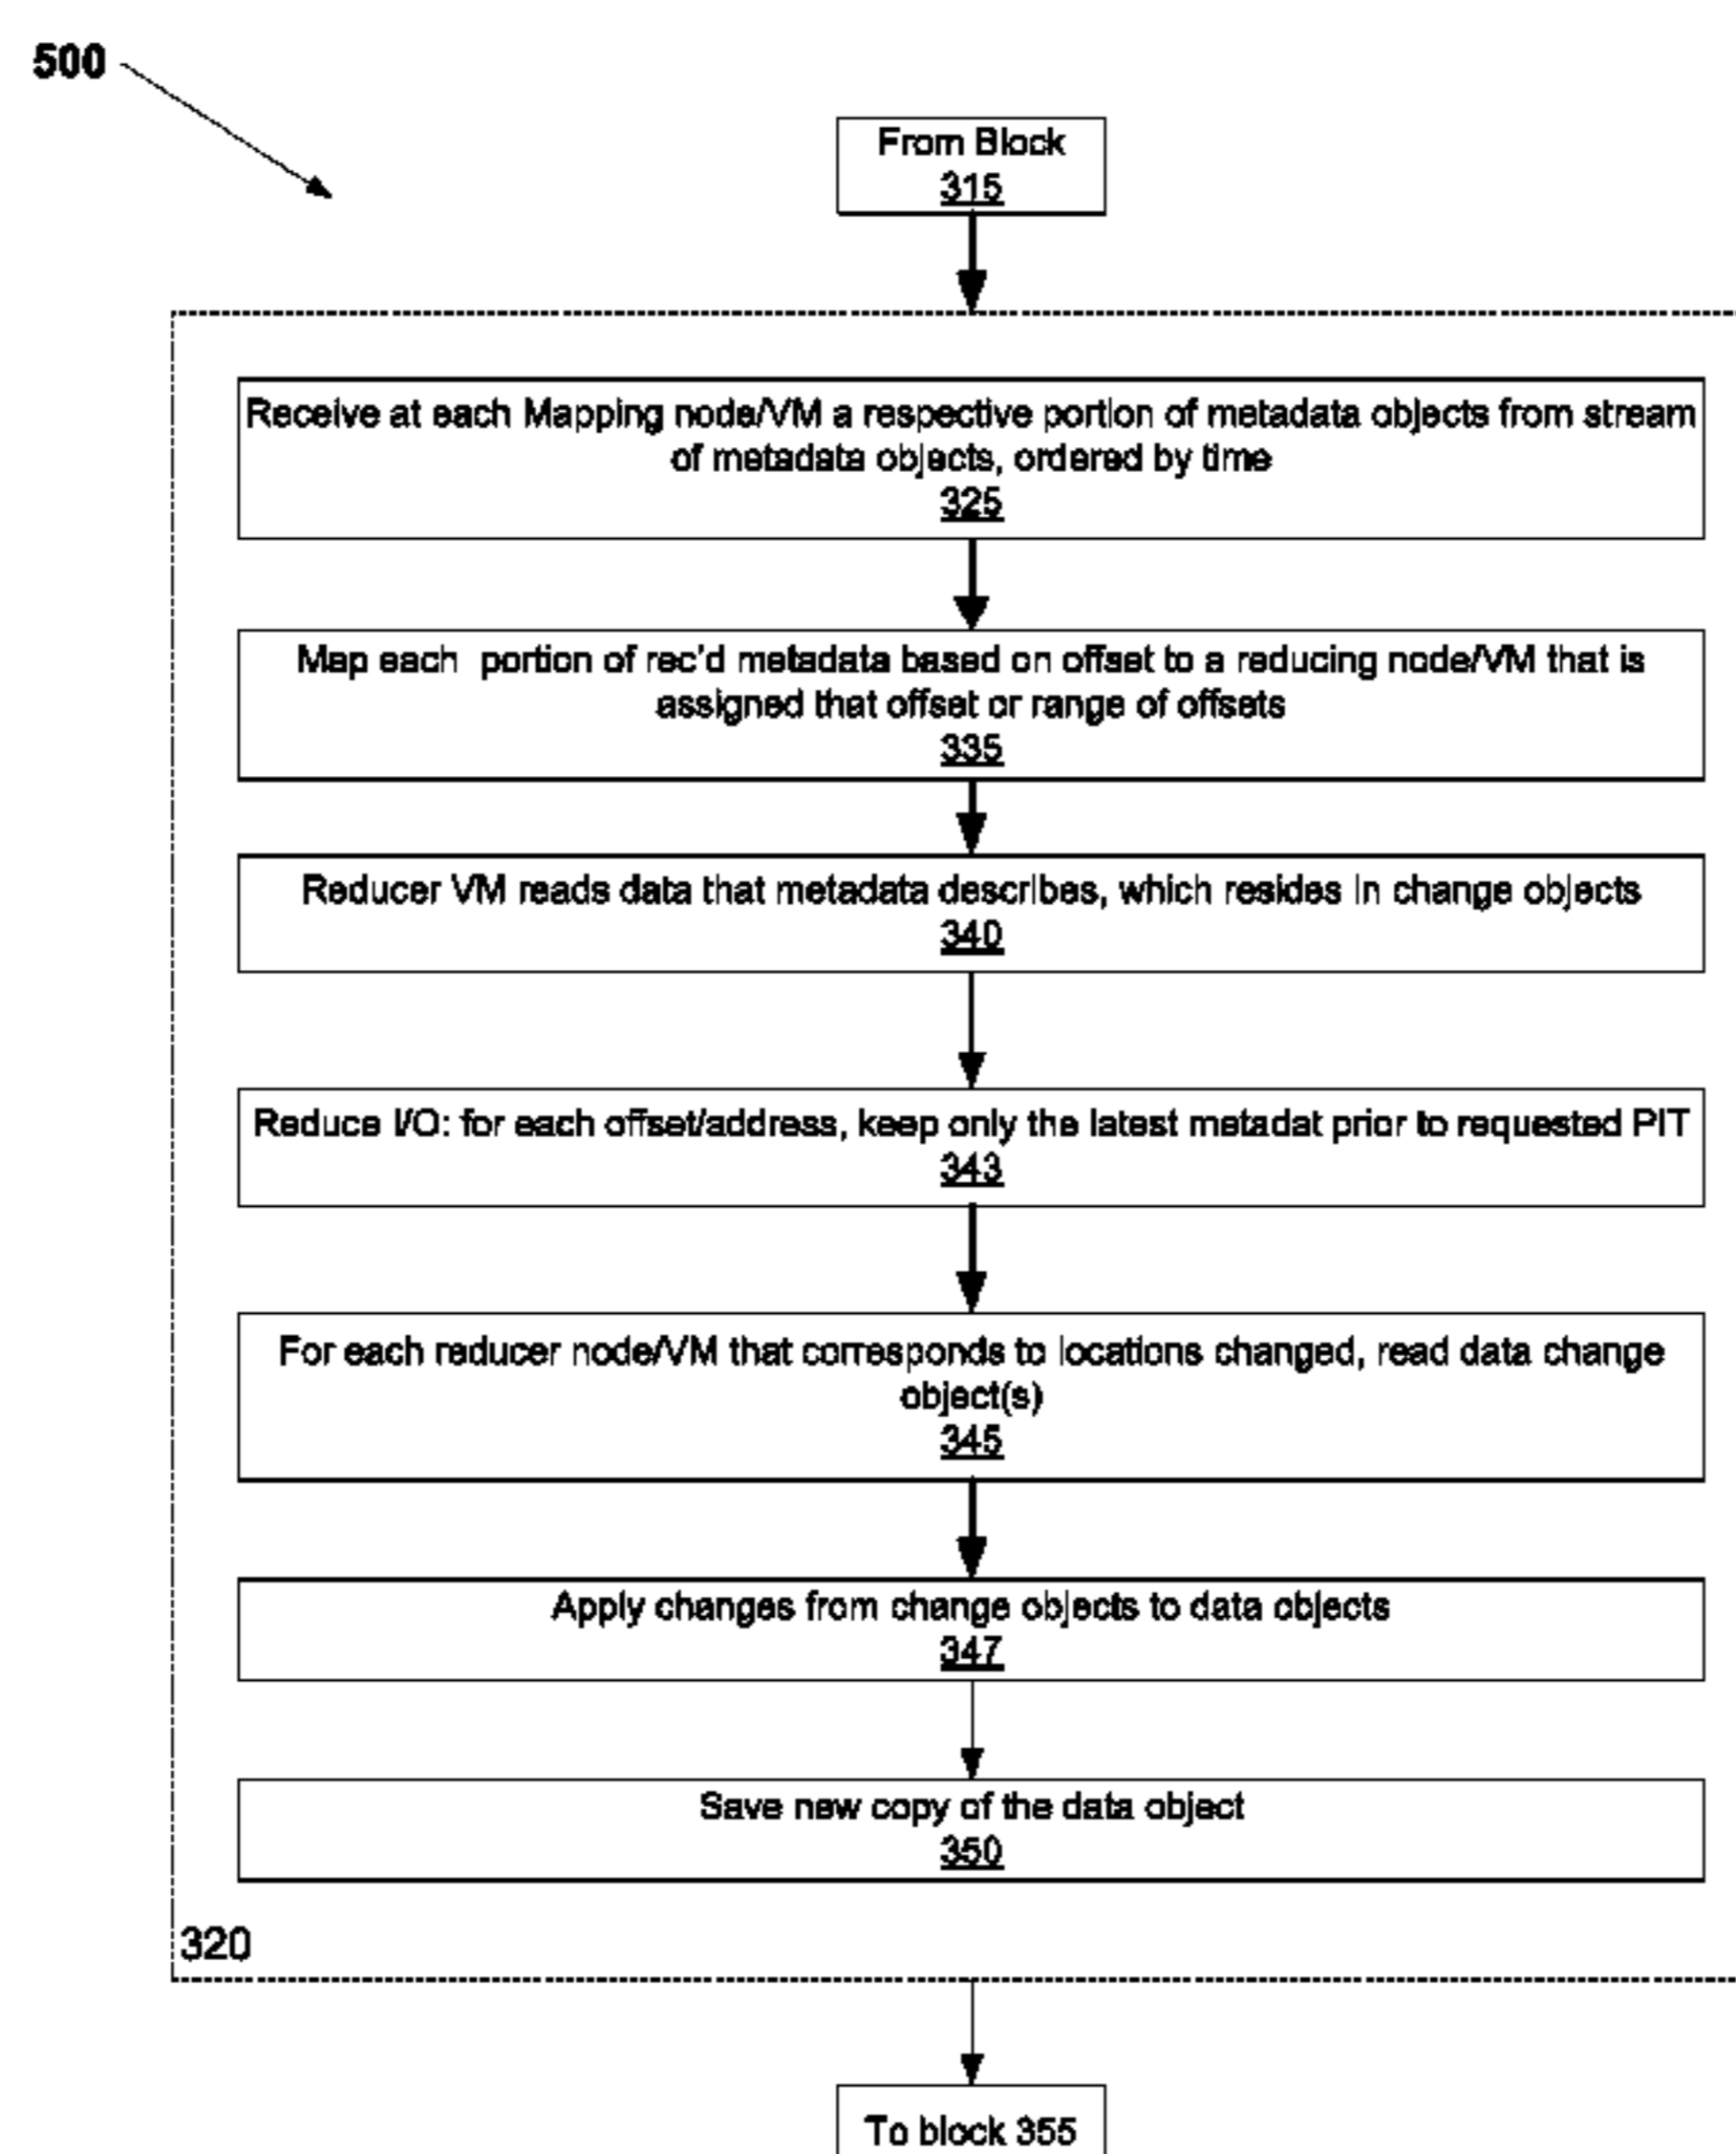 500
From Block
315
Receive at each Mapping node/VM a respective portion of metadata objects from stream
of metadata objects, ordered by time
325
Map each portion of rec'd metadata based on offset to a reducing node/VM that is
assigned that offset or range of offsets
335
Reducer VM reads data that metadata describes, which resides in change objects
340
Reduce I/O: for each offset/address, keep only the latest metadat prior to requested PIT
343
For each reducer node/VM that corresponds to locations changed, read data change
object(s)
345
Apply changes from change objects to data objects
347
Save new copy of the data object
350
320
To block 355